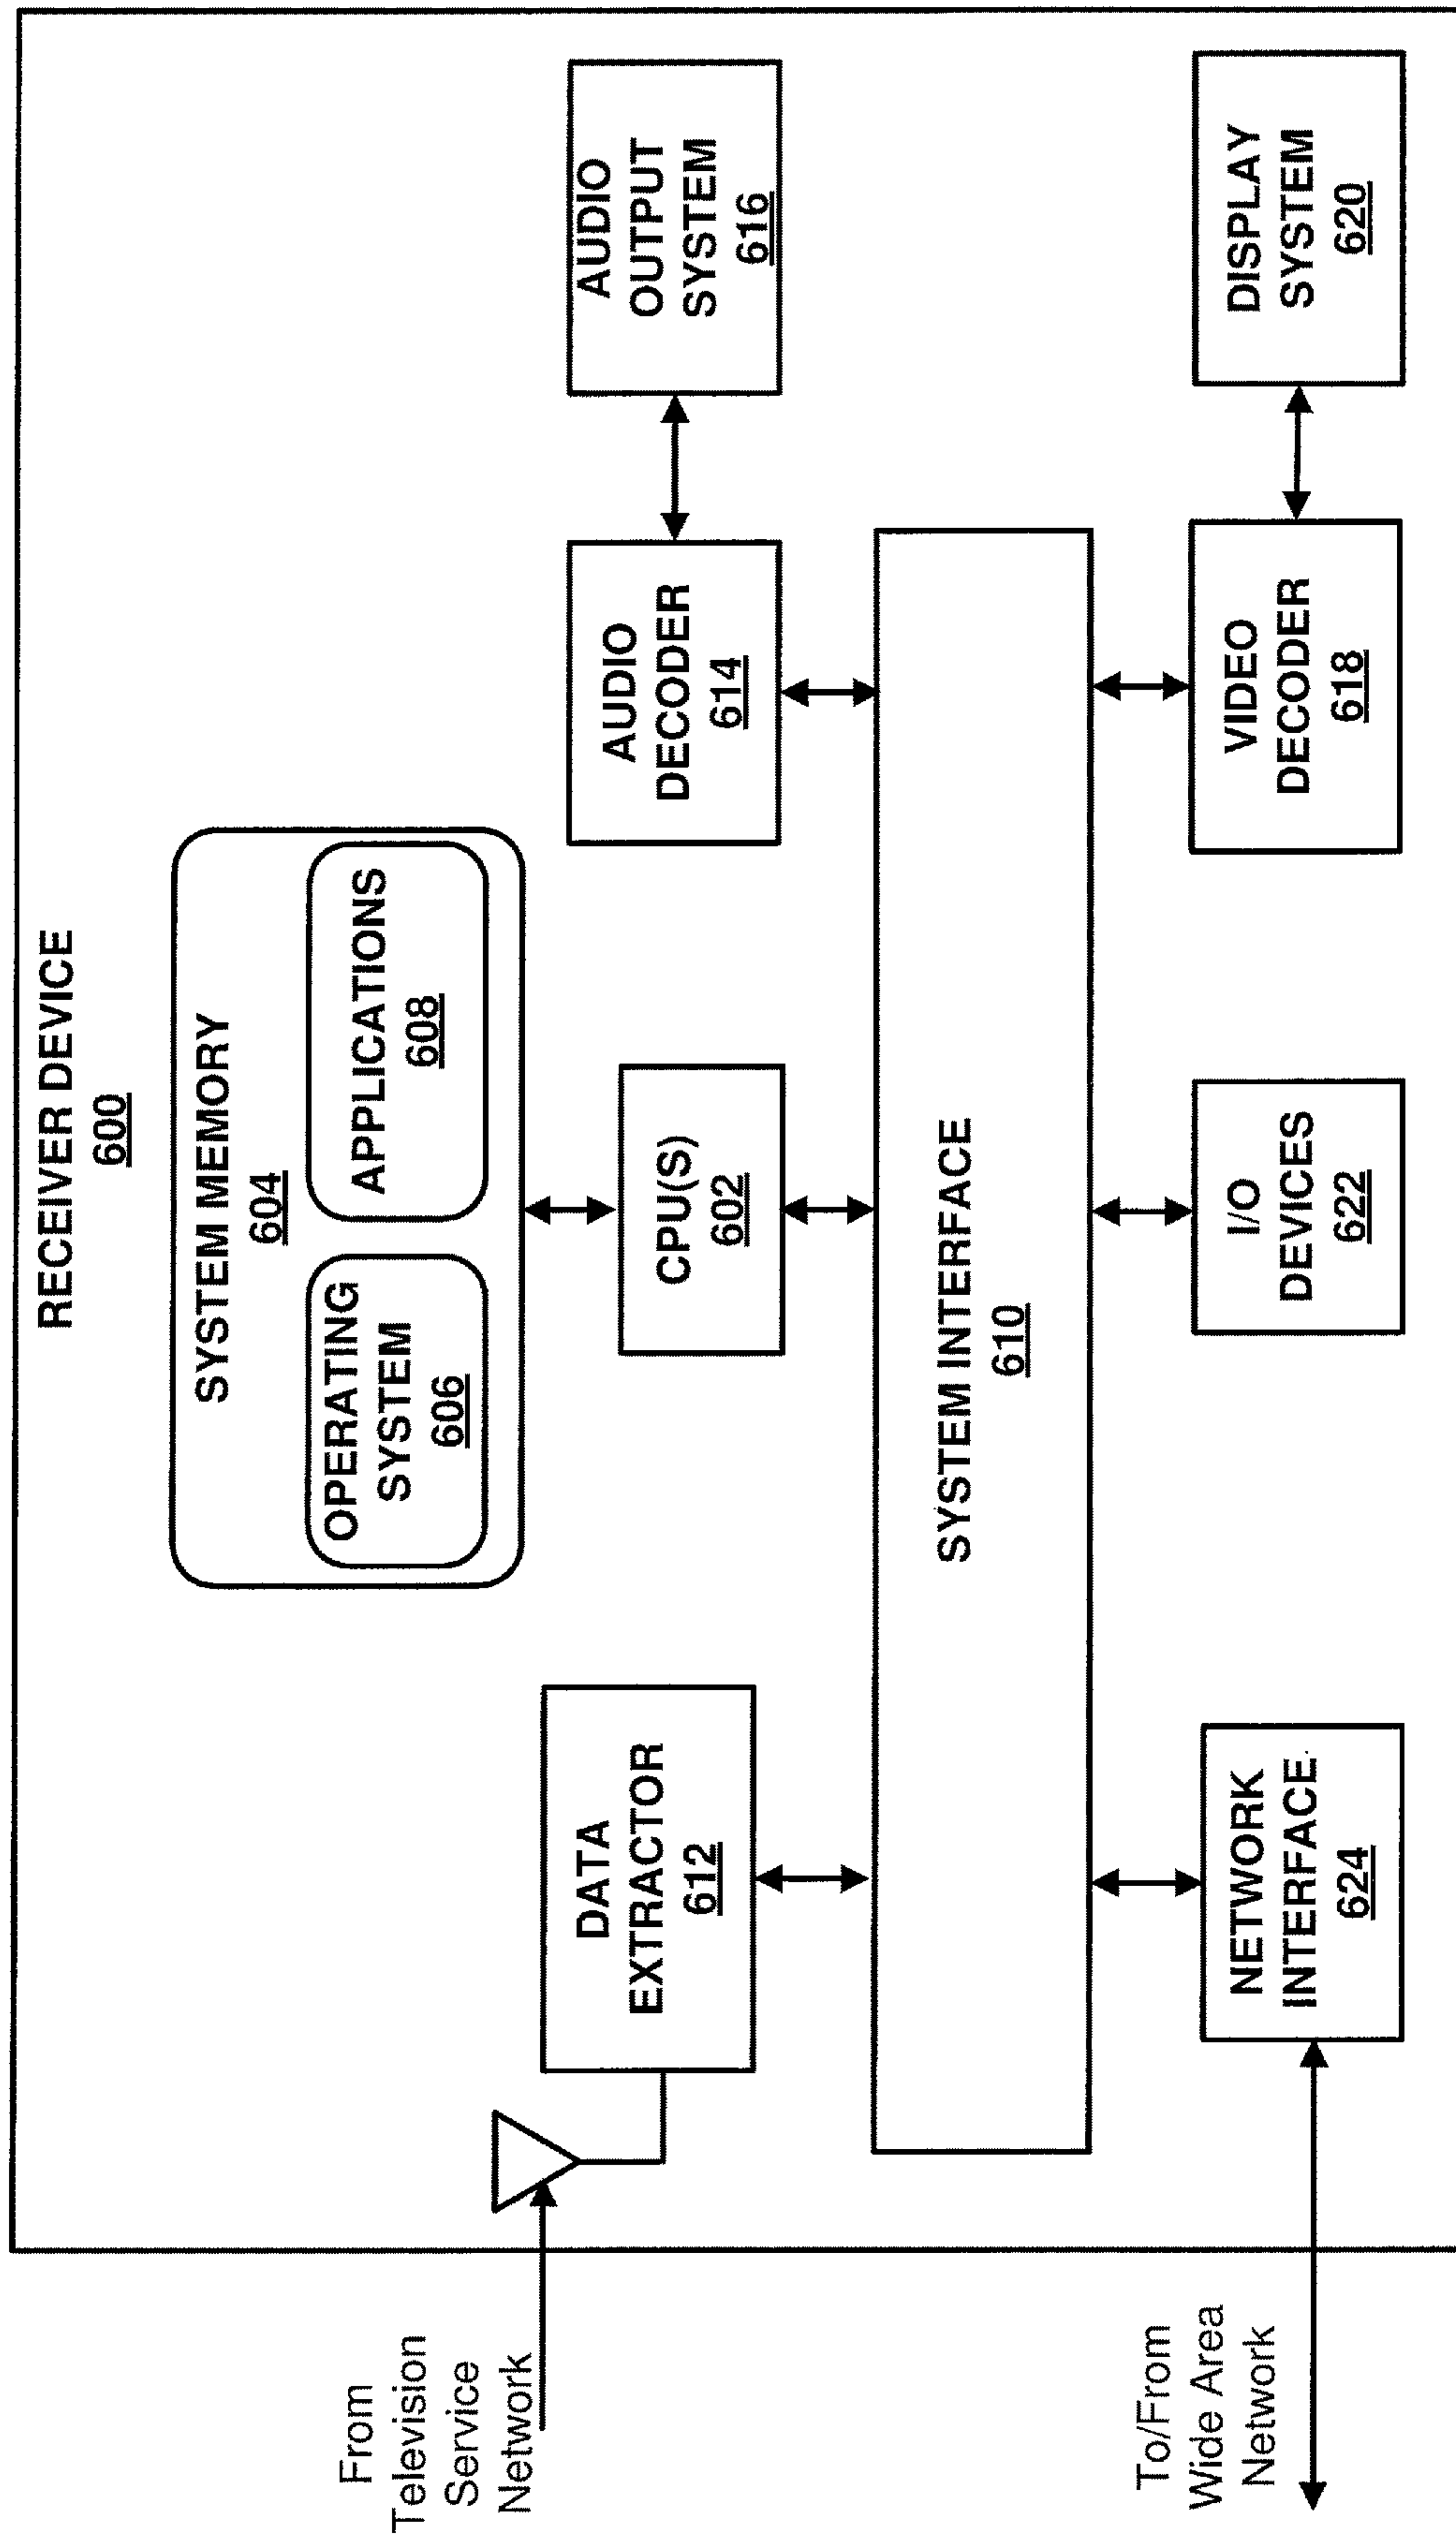 RECEIVER DEVICE
600
SYSTEM MEMORY
604
OPERATING
SYSTEM
606
APPLICATIONS
608
From
Television
Service
Network
DATA
EXTRACTOR
612
CPU(S)
602
AUDIO
DECODER
614
AUDIO
OUTPUT
SYSTEM
616
SYSTEM INTERFACE
610
To/From
Wide Area
Network
NETWORK
INTERFACE
624
I/O
DEVICES
622
VIDEO
DECODER
618
DISPLAY
SYSTEM
620